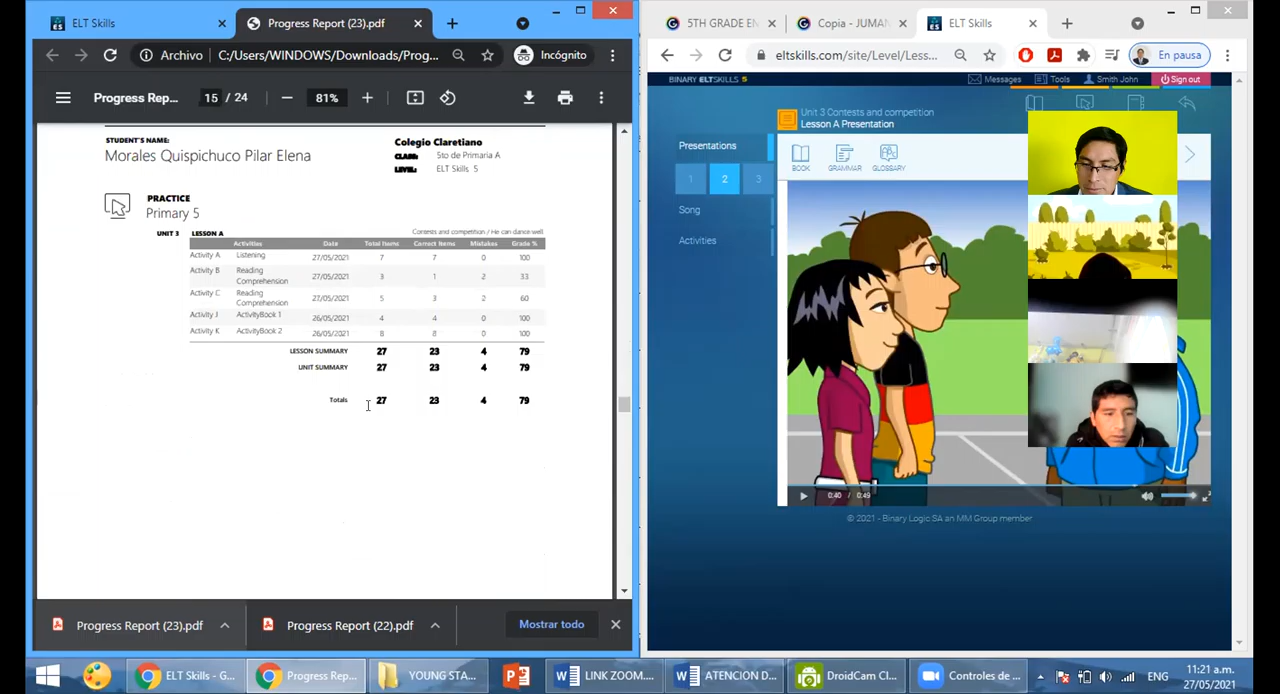 ELT Skills
Progress Report (23).pdf
Archivo
C:/Users/WINDOWS/Downloads/Prog...
Incógnito
Progress Rep...
15 / 24
81%
STUDENT'S NAME:
Morales Quispichuco Pilar Elena
Colegio Claretiano
CLASS: 5to de Primaria A
LEVEL: ELT Skills 5
PRACTICE
Primary 5
UNIT 3 LESSON A
Contests and competition / He can dance well
Activities Date Total Items Correct Items Mistakes Grade %
Activity A Listening 27/05/2021 7 7 0 100
Activity B Reading Comprehension 27/05/2021 3 1 2 33
Activity C Reading Comprehension 27/05/2021 5 3 2 60
Activity J ActivityBook 1 26/05/2021 4 4 0 100
Activity K ActivityBook 2 26/05/2021 8 8 0 100
LESSON SUMMARY 27 23 4 79
UNIT SUMMARY 27 23 4 79
Totals 27 23 4 79
Progress Report (23).pdf
Progress Report (22).pdf
Mostrar todo
5TH GRADE EN
Copia - JUMAN
ELT Skills
eltskills.com/site/Level/Less...
En pausa
BINARY ELTSKILLS 5
Messages
Tools
Smith John
Sign out
Unit 3 Contests and competition
Lesson A Presentation
Presentations
1 2 3
BOOK
GRAMMAR
GLOSSARY
Song
Activities
0:40 / 0:49
© 2021 - Binary Logic SA an MM Group member
ELT Skills - G...
Progress Rep...
YOUNG STA...
LINK ZOOM....
ATENCION D...
DroidCam Cl...
Controles de ...
ENG
11:21 a.m.
27/05/2021